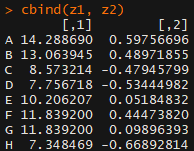 > cbind(z1, z2)
[,1] [,2]
A 14.288690 0.59756696
B 13.063945 0.48971855
C 8.573214 -0.47945799
D 7.756718 -0.53444982
E 10.206207 0.05184832
F 11.839200 0.44473820
G 11.839200 0.09896393
H 7.348469 -0.66892814